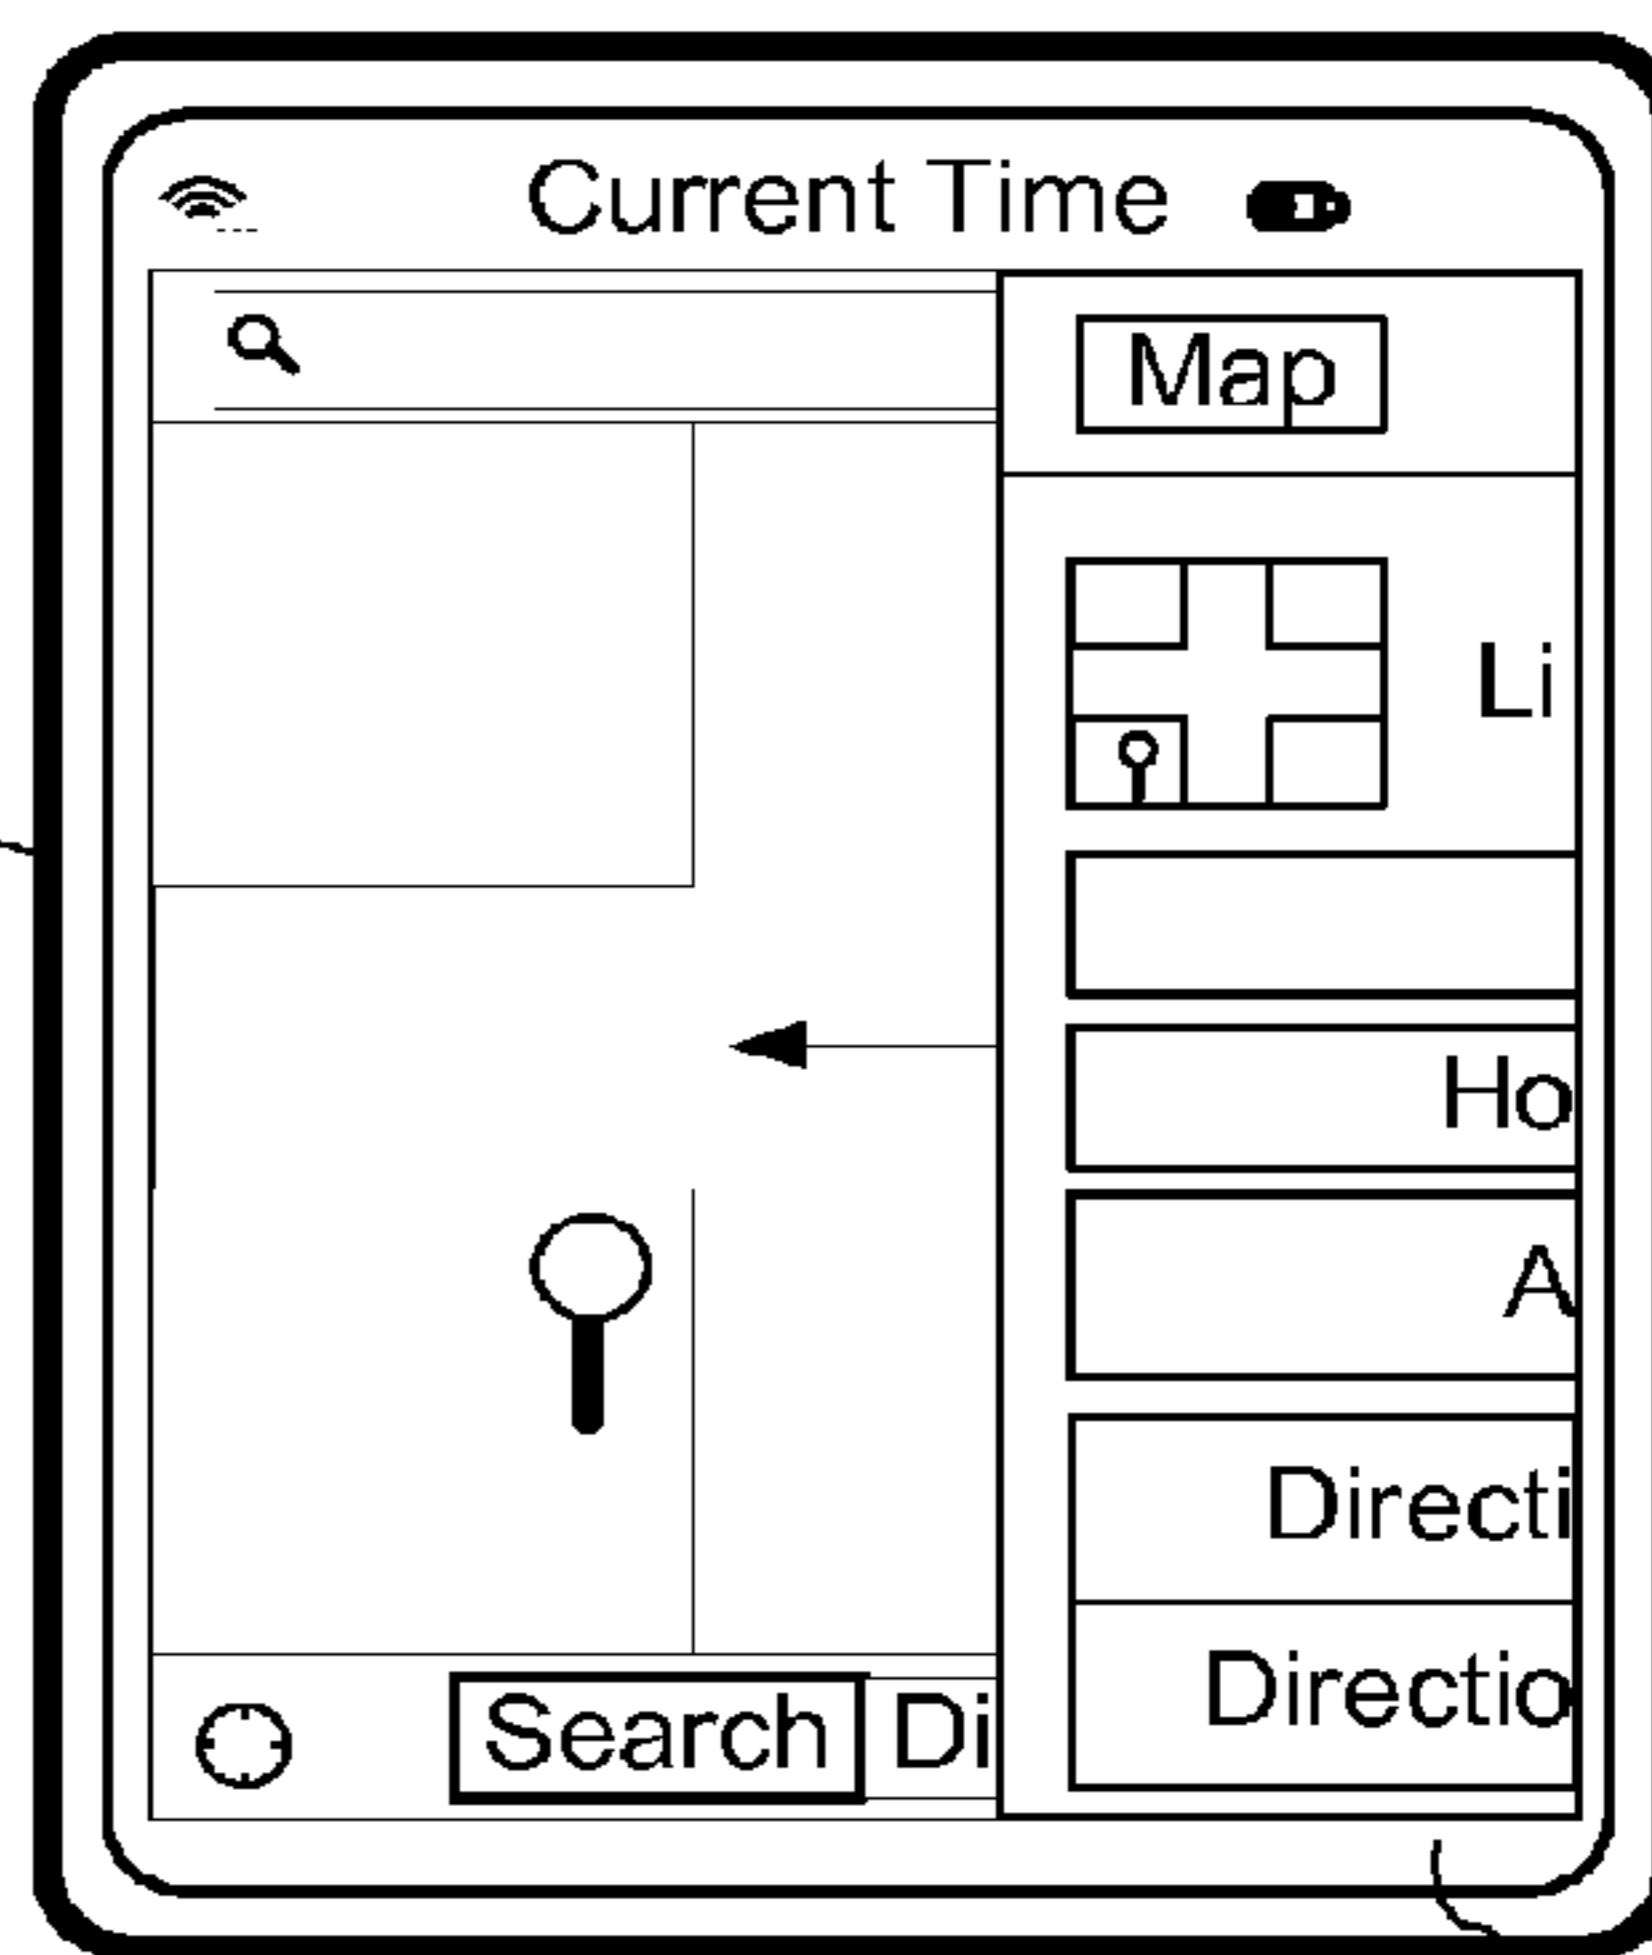 Current Time
Map
Li
Ho
A
Directi
Directio
Search Di